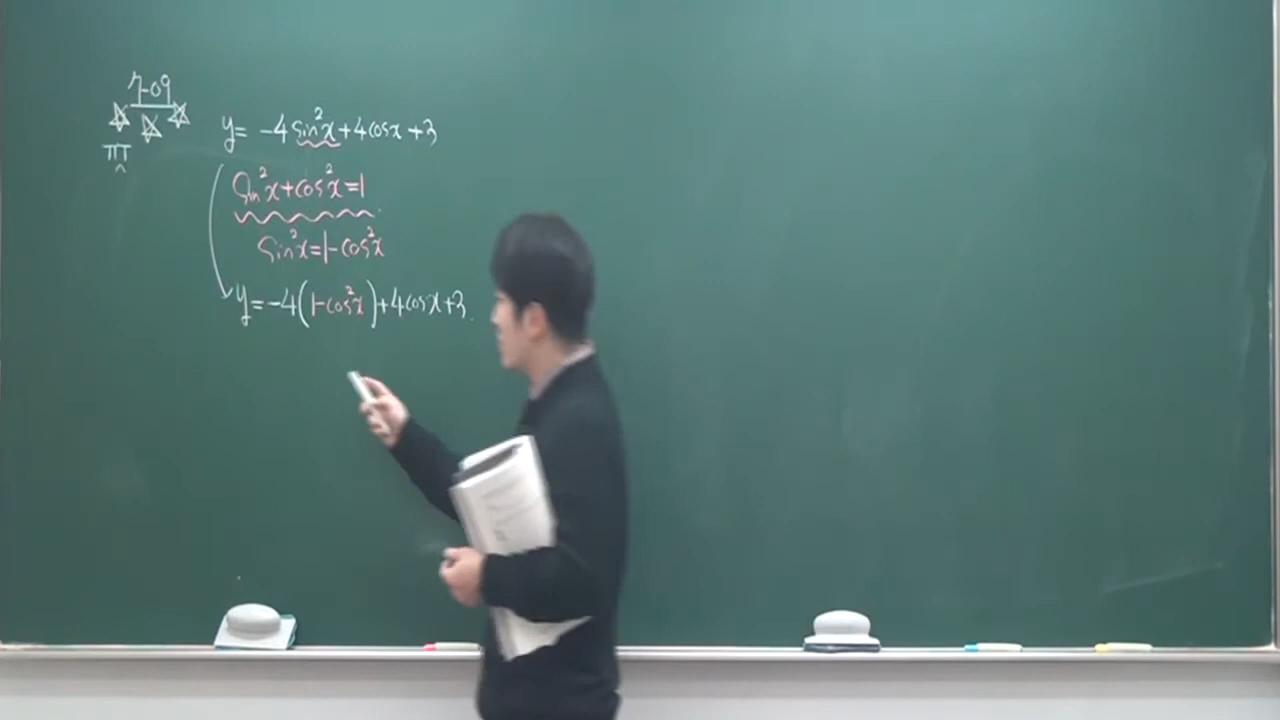 7-09
☆☆☆
y = -4sin²x+4cosx+3
sin²x+cos²x=1
sin²x=1-cos²x
y=-4(1-cos²x)+4cosx+3